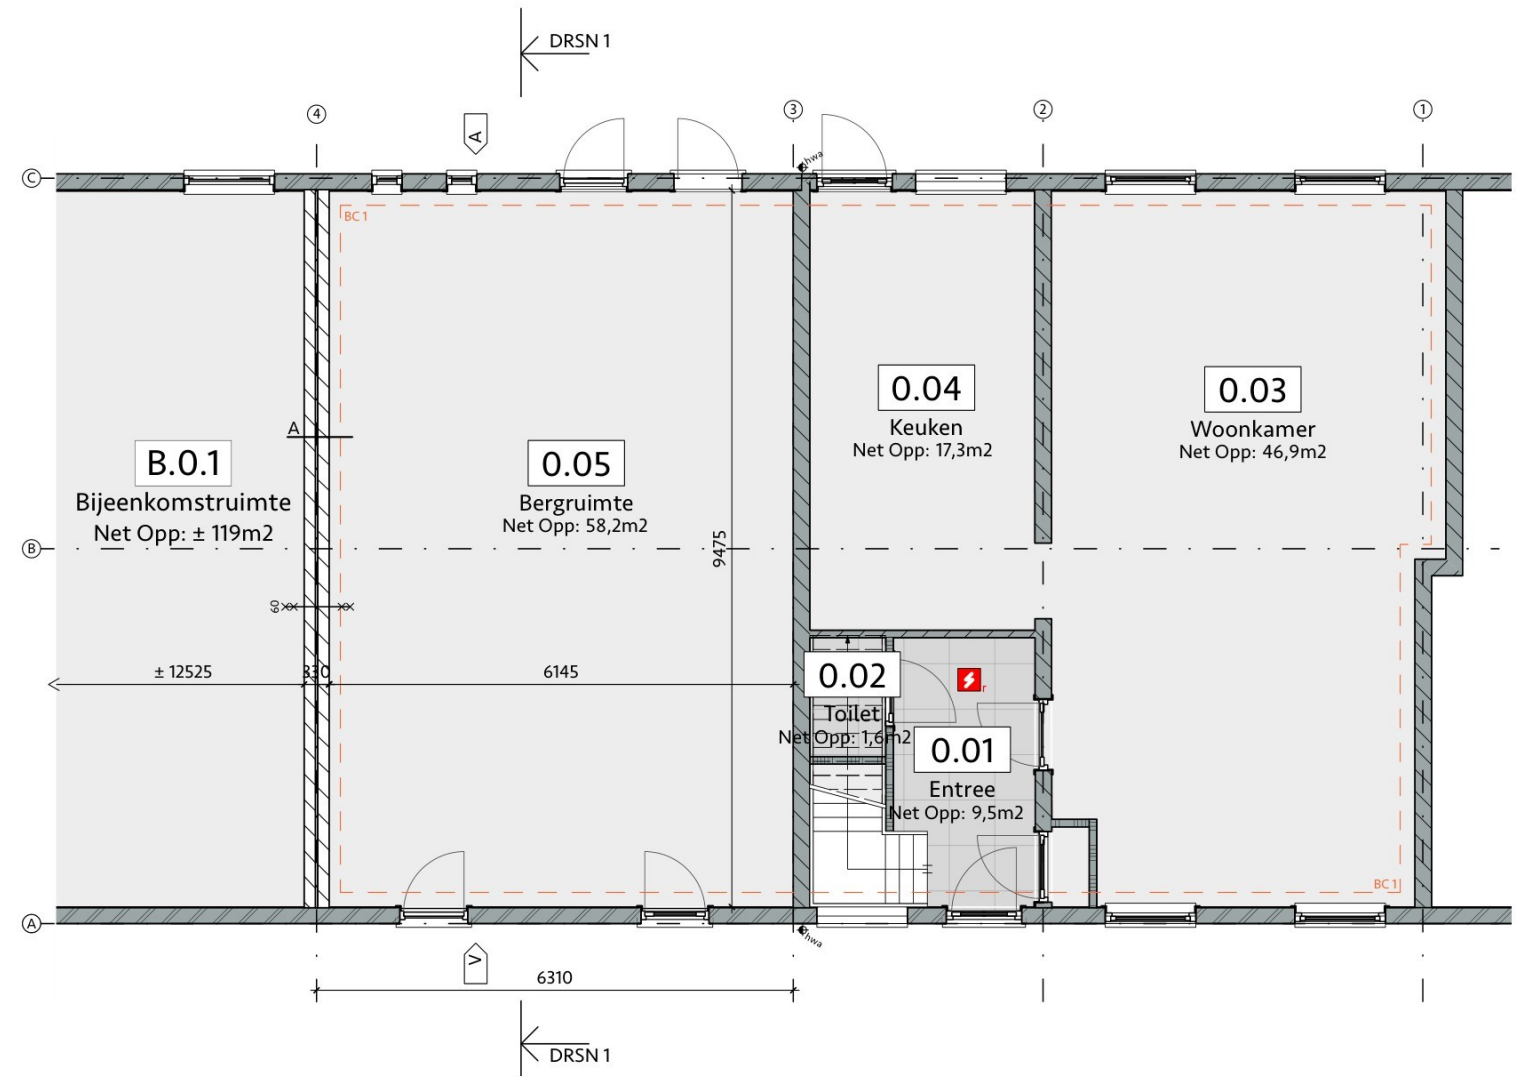 DRSN 1
4
3
2
1
A
hwa
C
BC 1
0.04
Keuken
Net Opp: 17,3m2
0.03
Woonkamer
Net Opp: 46,9m2
A
B.0.1
Bijeenkomstruimte
Net Opp: ± 119m2
0.05
Bergruimte
Net Opp: 58,2m2
9475
B
60
± 12525
330
6145
0.02
Toilet
Net Opp: 1,6m2
r
0.01
Entree
Net Opp: 9,5m2
BC 1
A
hwa
V
6310
DRSN 1